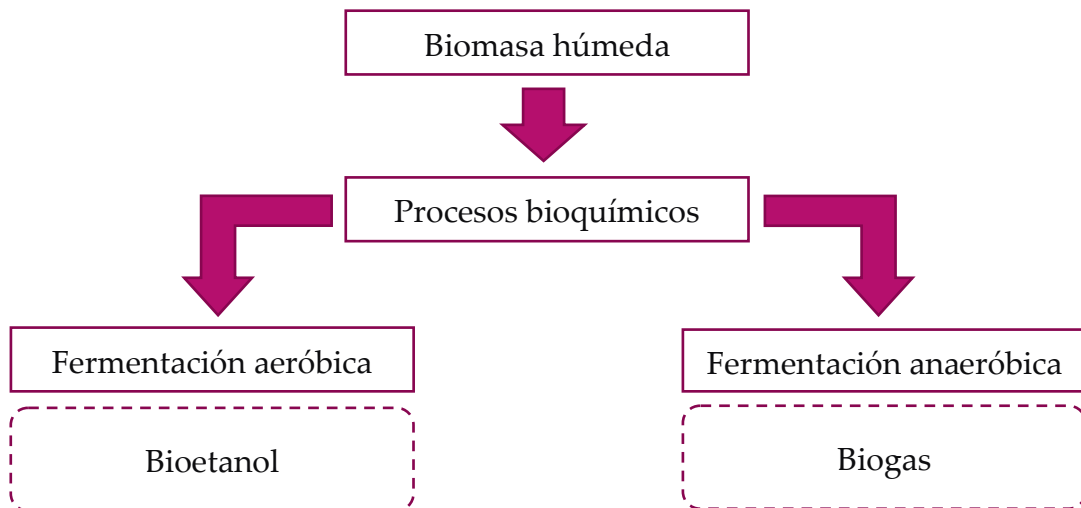 Biomasa húmeda
Procesos bioquímicos
Fermentación aeróbica
Fermentación anaeróbica
Bioetanol
Biogas